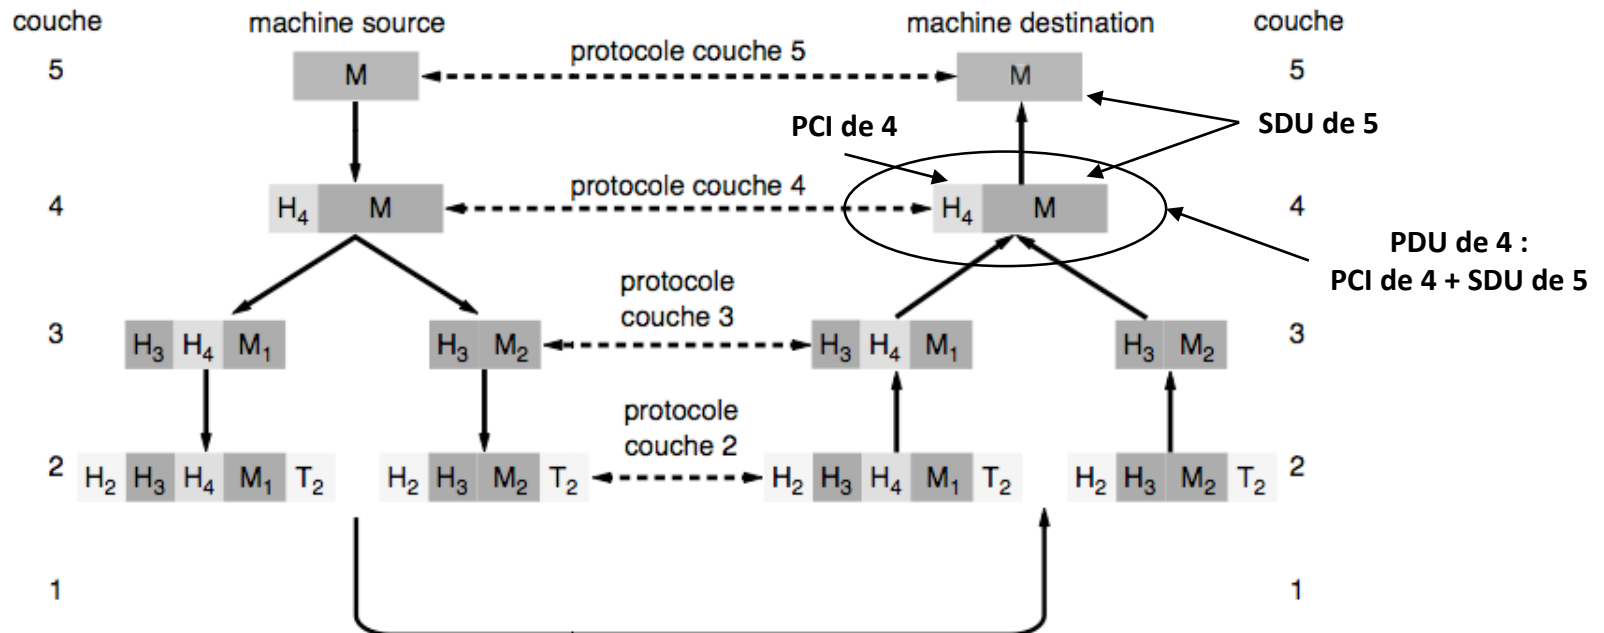 couche machine source machine destination couche
5 M protocole couche 5 M 5
PCI de 4 SDU de 5
4 H4 M protocole couche 4 H4 M 4
PDU de 4 :
PCI de 4 + SDU de 5
protocole
couche 3
3 H3 H4 M1 H3 M2 H3 H4 M1 H3 M2 3
protocole
couche 2
2 H2 H3 H4 M1 T2 H2 H3 M2 T2 H2 H3 H4 M1 T2 H2 H3 M2 T2 2
1 1